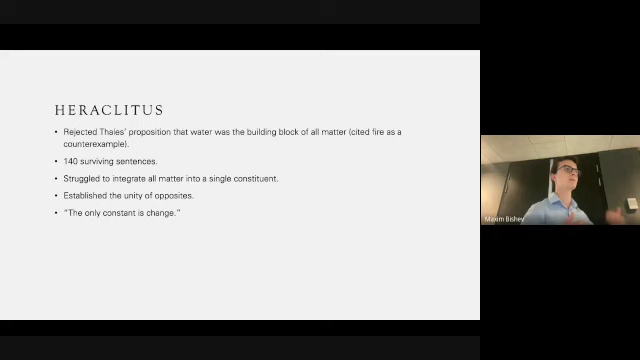 HERACLITUS
• Rejected Thales' proposition that water was the building block of all matter (cited fire as a
counterexample).
• 140 surviving sentences.
• Struggled to integrate all matter into a single constituent.
• Established the unity of opposites.
• "The only constant is change."
Maxim Bishev